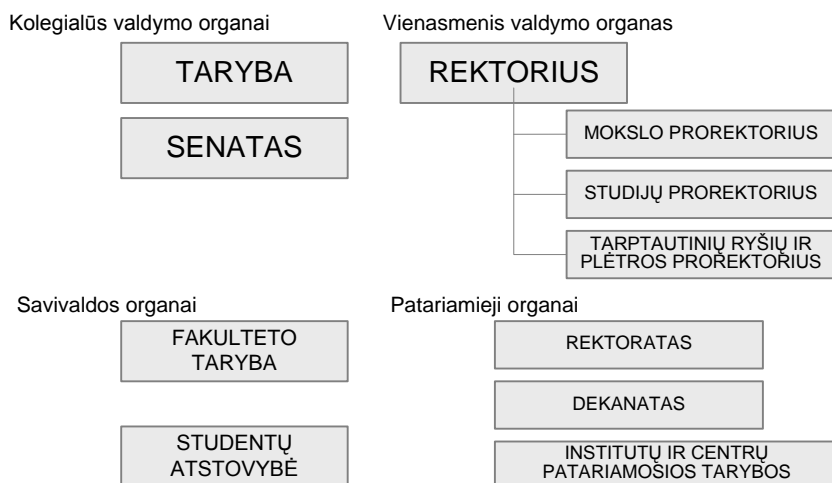 Kolegialūs valdymo organai
TARYBA
SENATAS
Vienasmenis valdymo organas
REKTORIUS
MOKSLO PROREKTORIUS
STUDIJŲ PROREKTORIUS
TARPTAUTINIŲ RYŠIŲ IR
PLĖTROS PROREKTORIUS
Savivaldos organai
FAKULTETO
TARYBA
STUDENTŲ
ATSTOVYBĖ
Patariamieji organai
REKTORATAS
DEKANATAS
INSTITUTŲ IR CENTRŲ
PATARIAMOSIOS TARYBOS